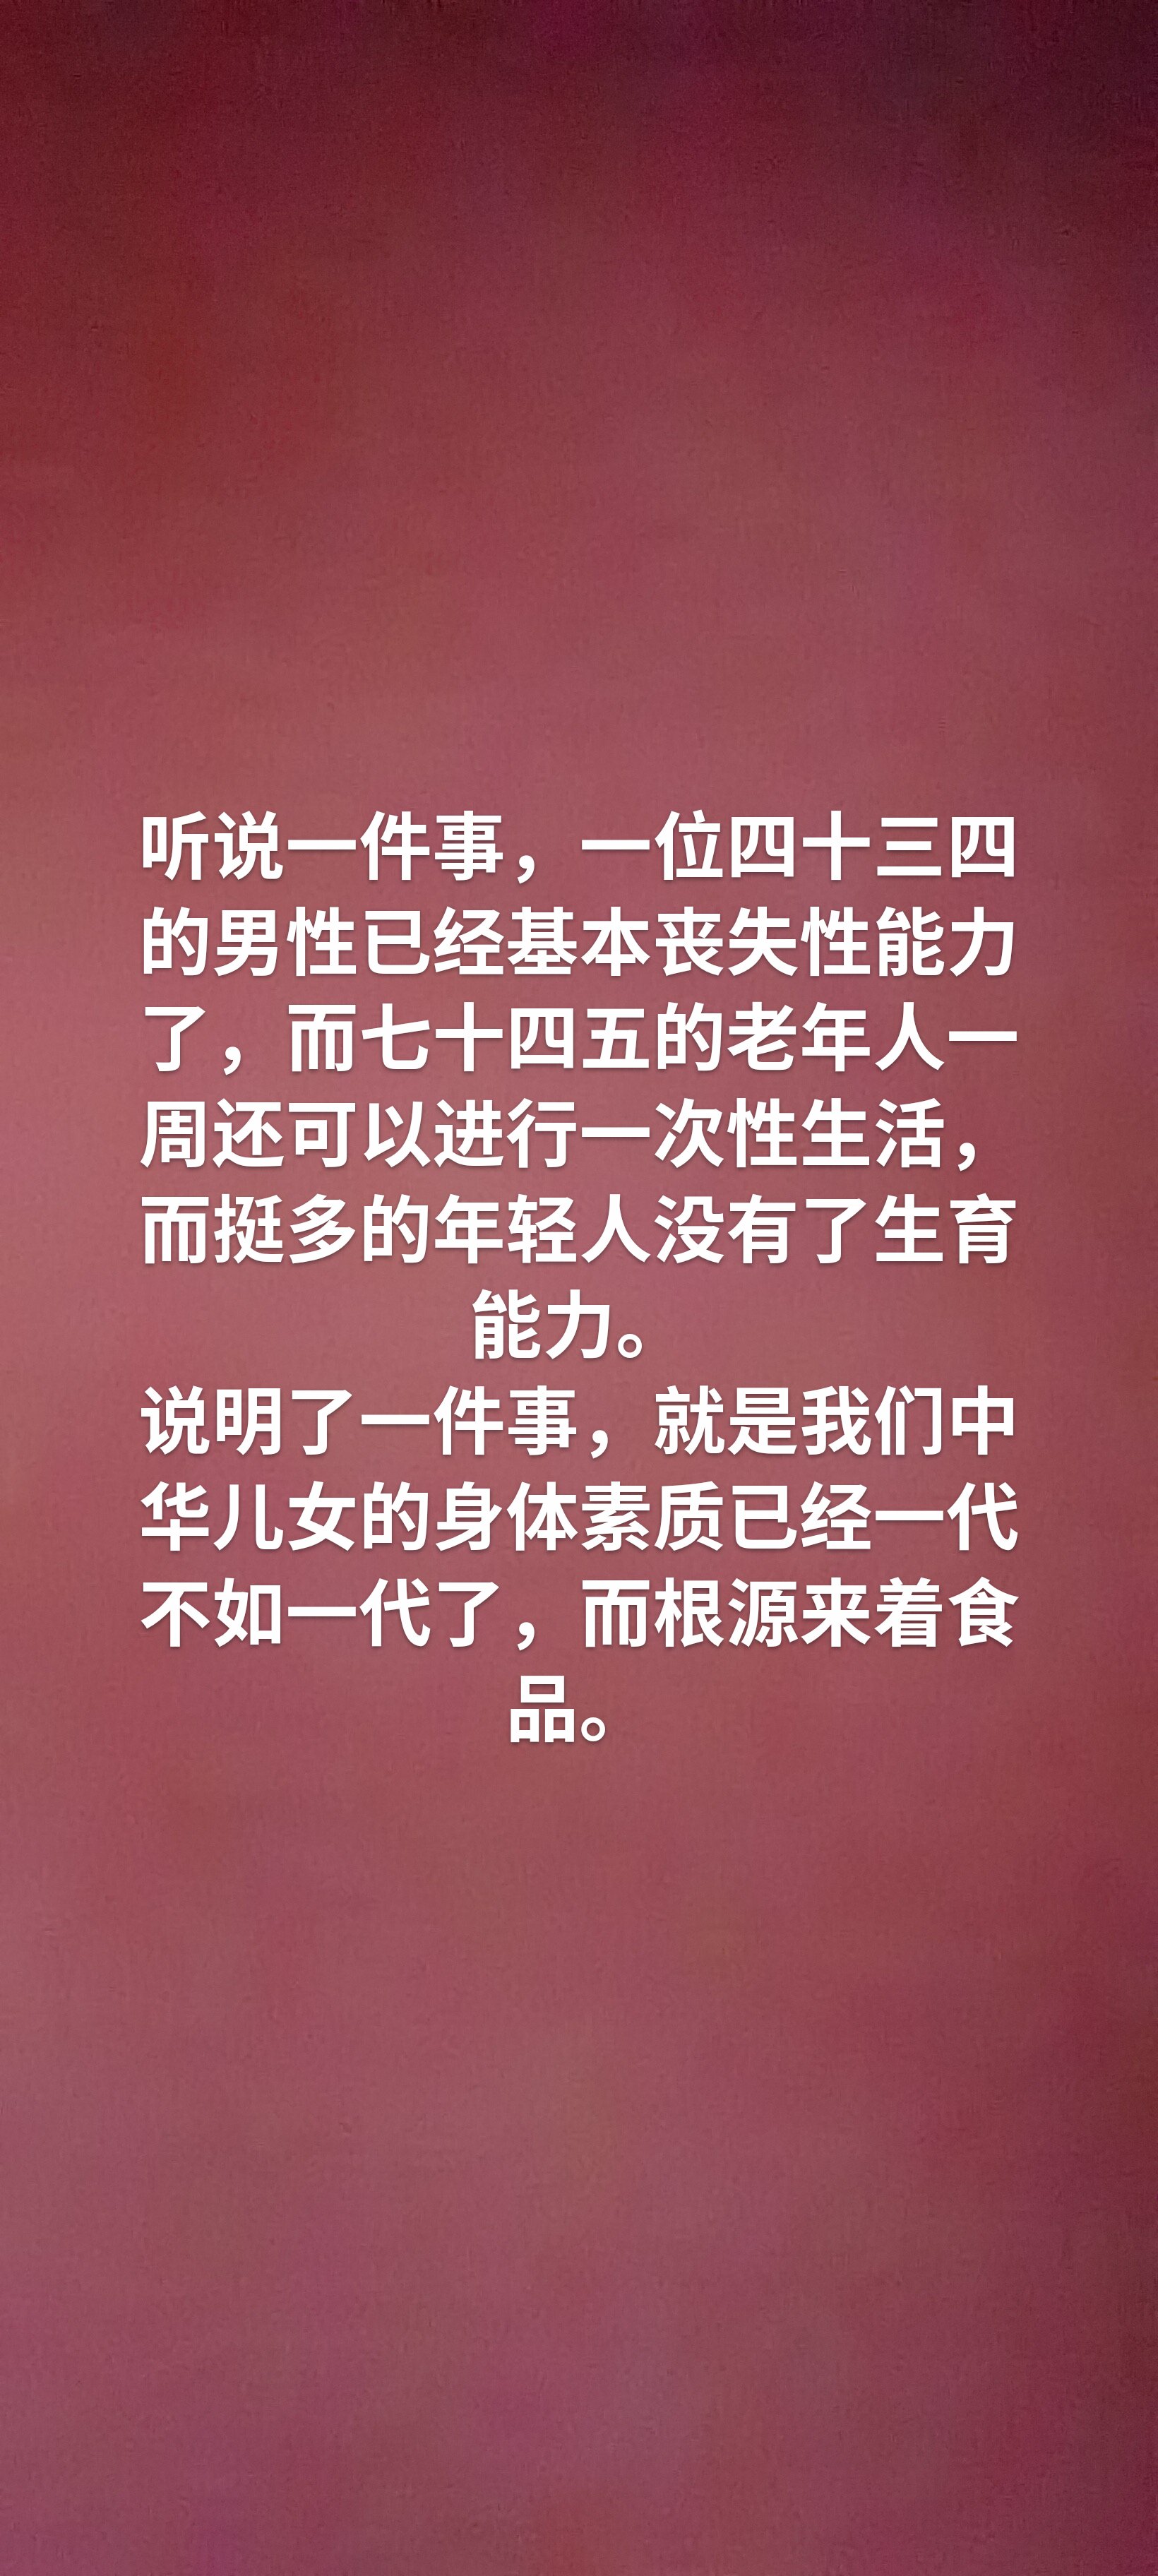 听说一件事，一位四十三四
的男性已经基本丧失性能力
了，而七十四五的老年人一
周还可以进行一次性生活，
而挺多的年轻人没有了生育
能力。
说明了一件事，就是我们中
华儿女的身体素质已经一代
不如一代了，而根源来着食
品。